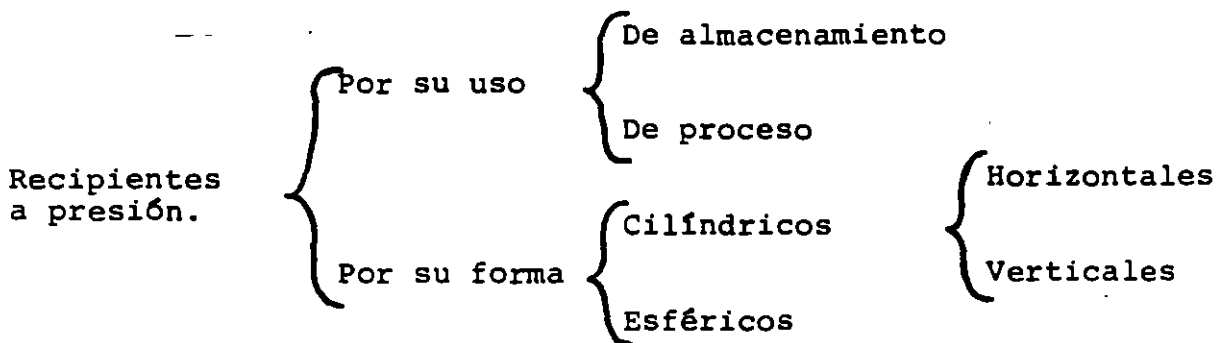 Recipientes
a presión.
Por su uso
De almacenamiento
De proceso
Por su forma
Cilíndricos
Horizontales
Verticales
Esféricos